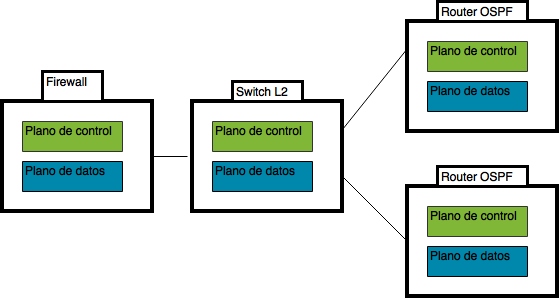 Firewall
Plano de control
Plano de datos
Switch L2
Plano de control
Plano de datos
Router OSPF
Plano de control
Plano de datos
Router OSPF
Plano de control
Plano de datos